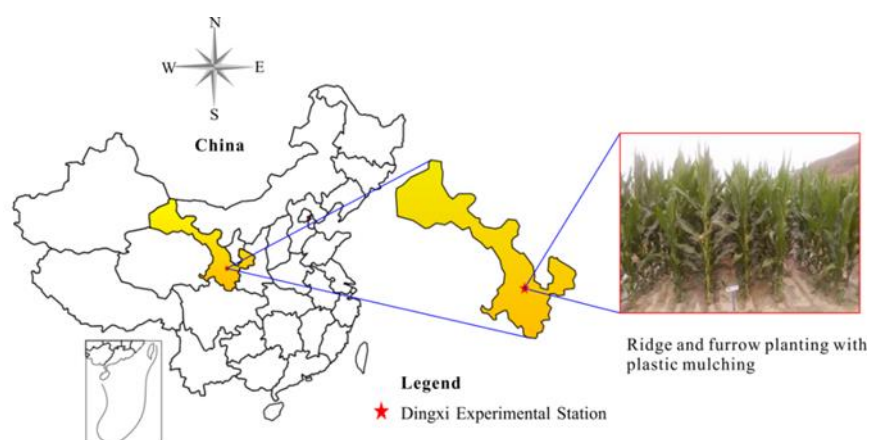 N
W
E
S
China
Ridge and furrow planting with
plastic mulching
Legend
Dingxi Experimental Station